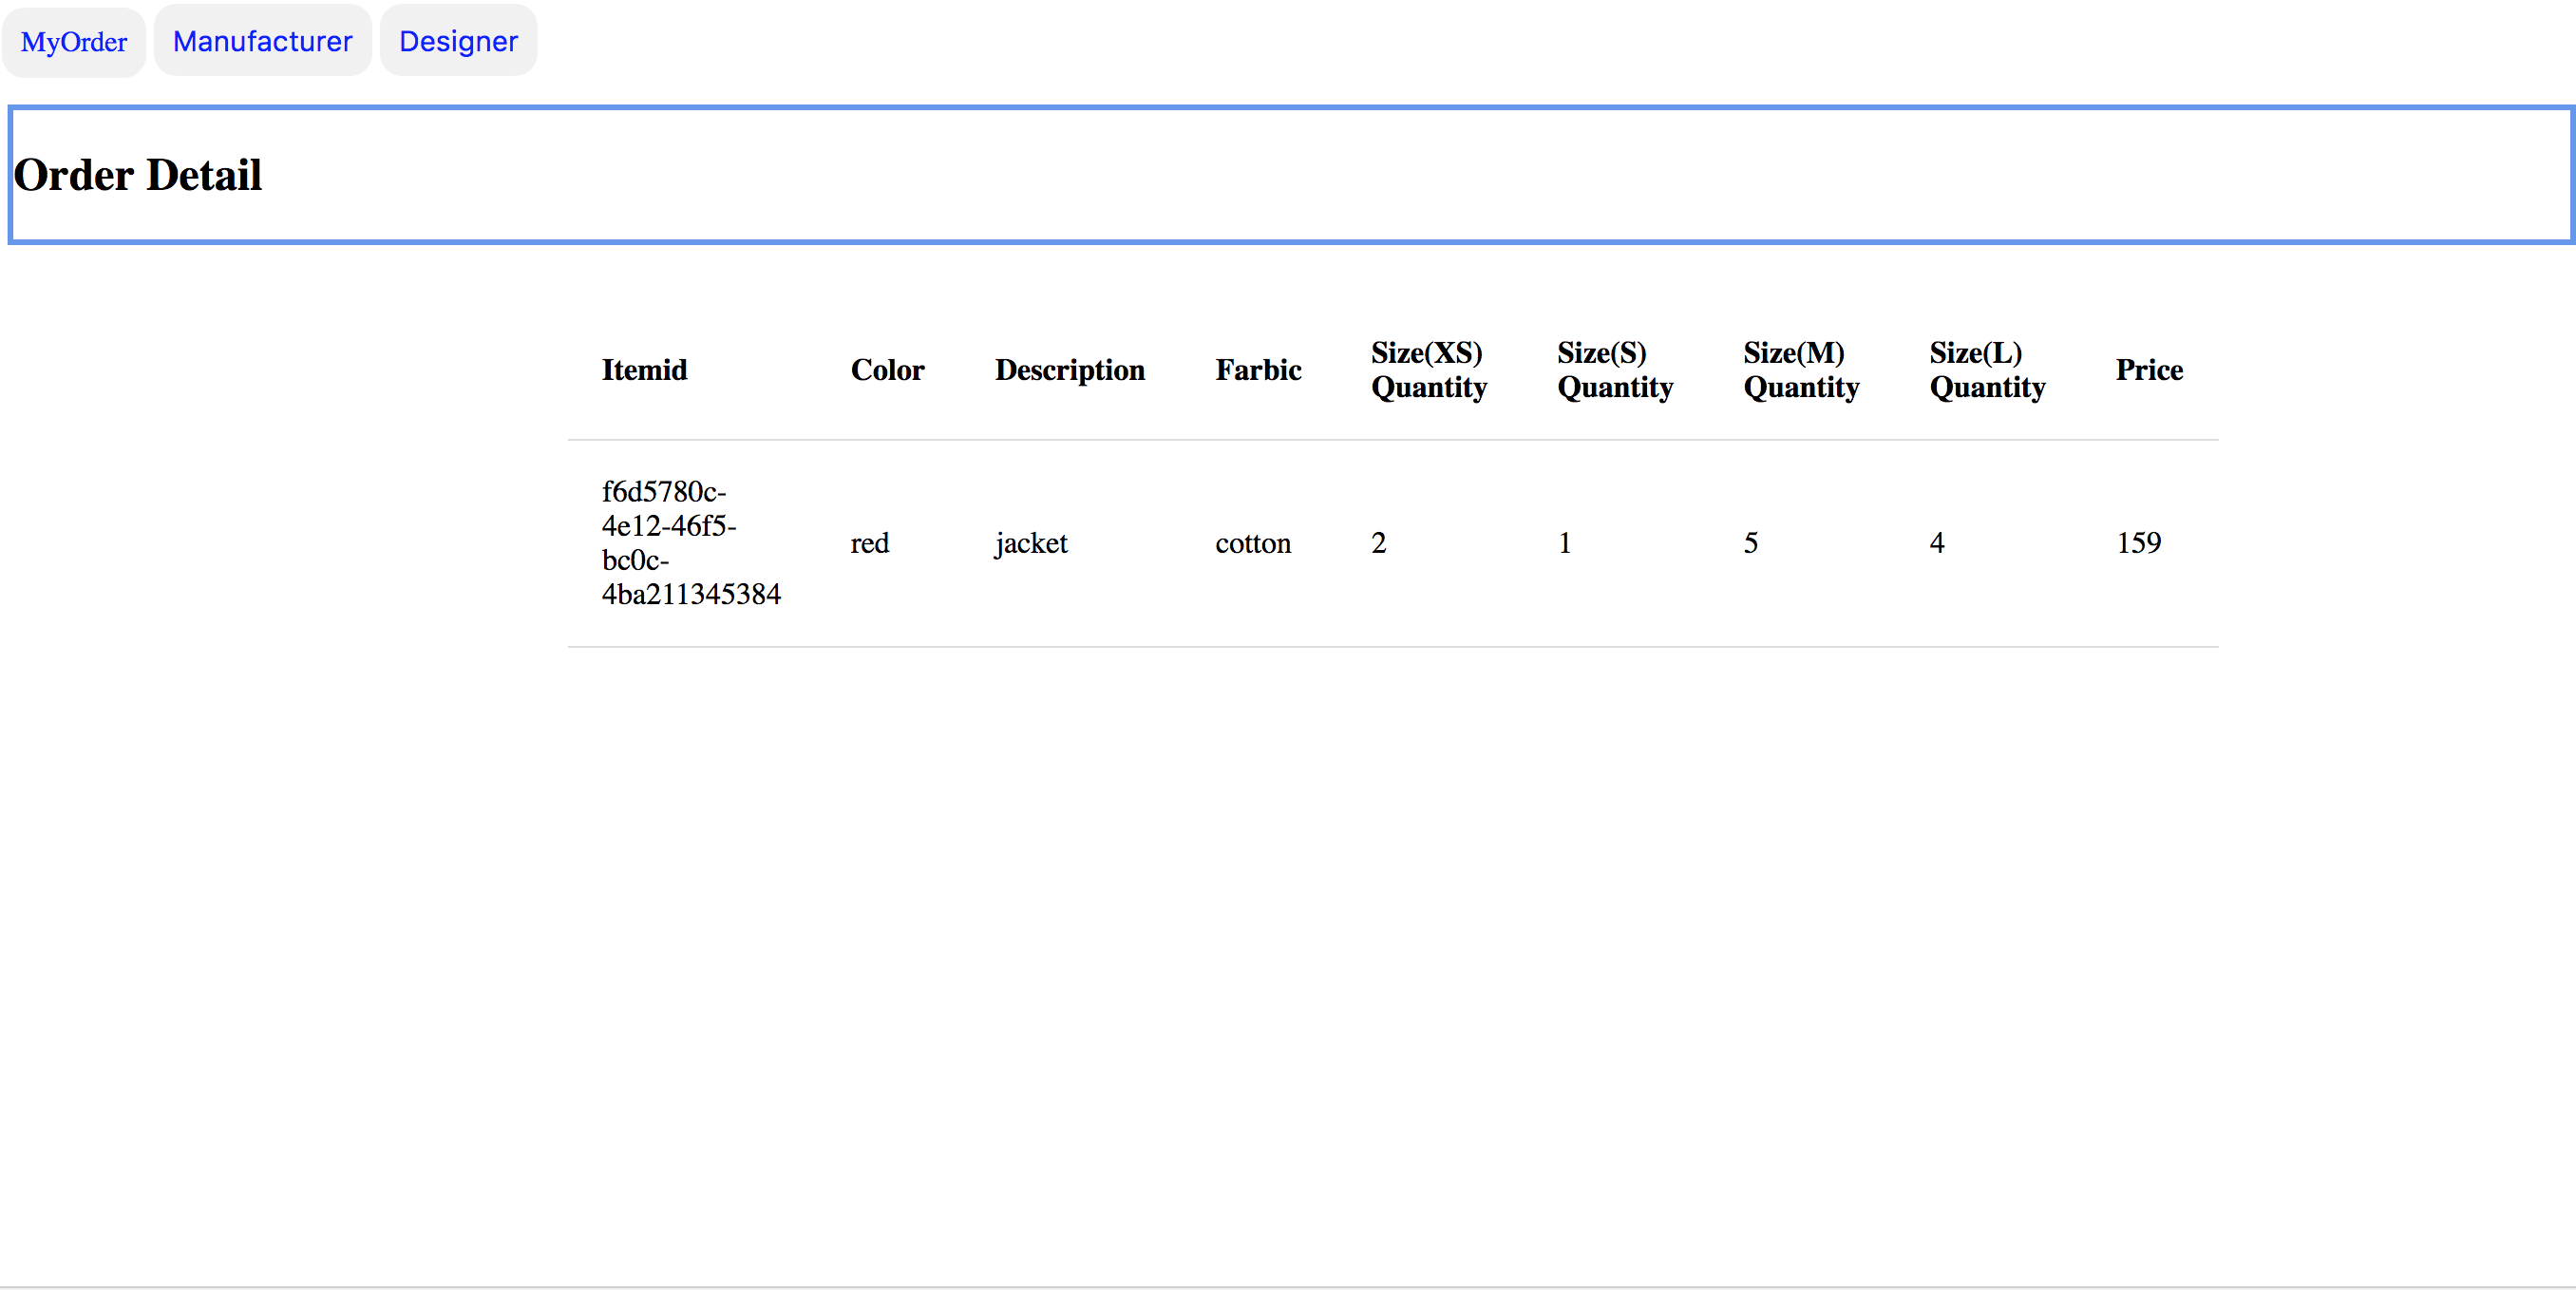 MyOrder Manufacturer Designer
Order Detail
Itemid Color Description Farbic Size(XS) Quantity Size(S) Quantity Size(M) Quantity Size(L) Quantity Price
f6d5780c-
4e12-46f5-
bc0c-
4ba211345384 red jacket cotton 2 1 5 4 159